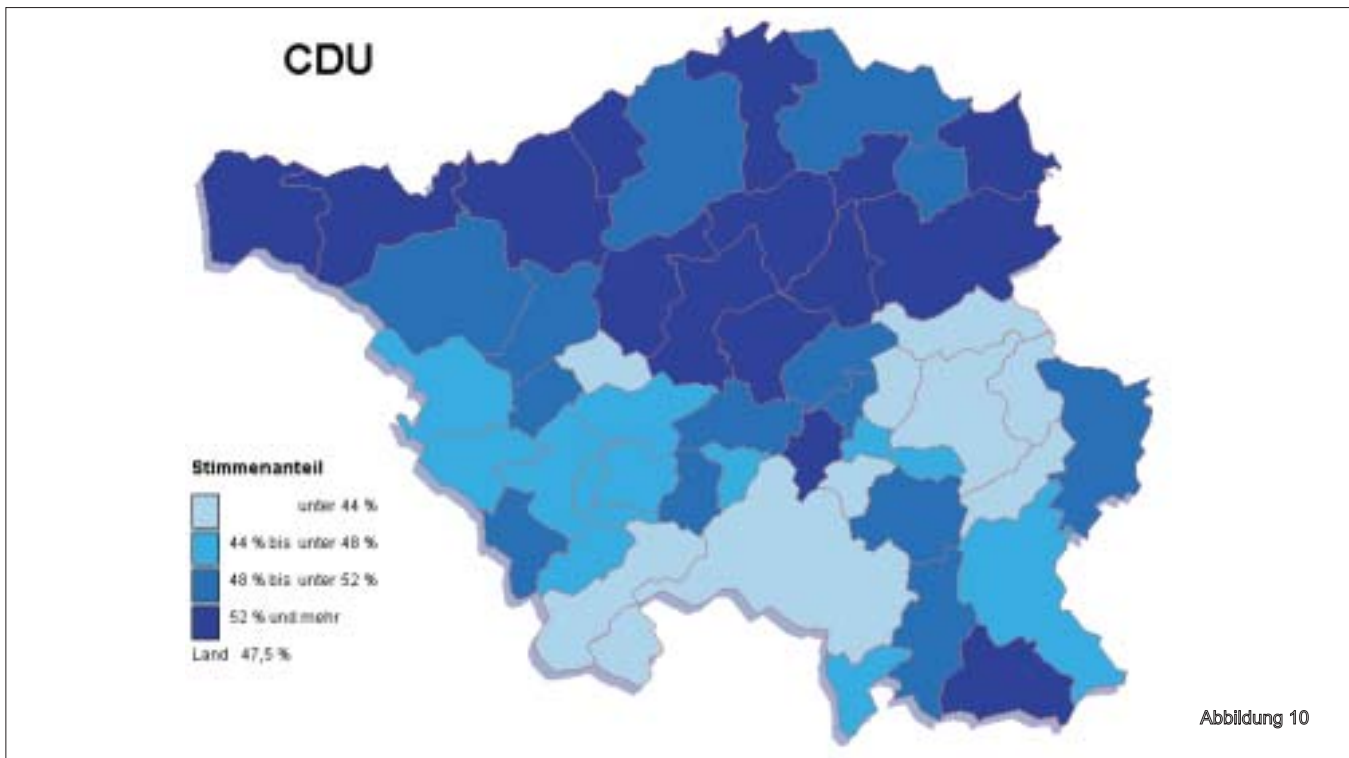 CDU
Stimmenanteil
unter 44 %
44 % bis unter 48 %
48 % bis unter 52 %
52 % und mehr
Land 47,5 %
Abbildung 10